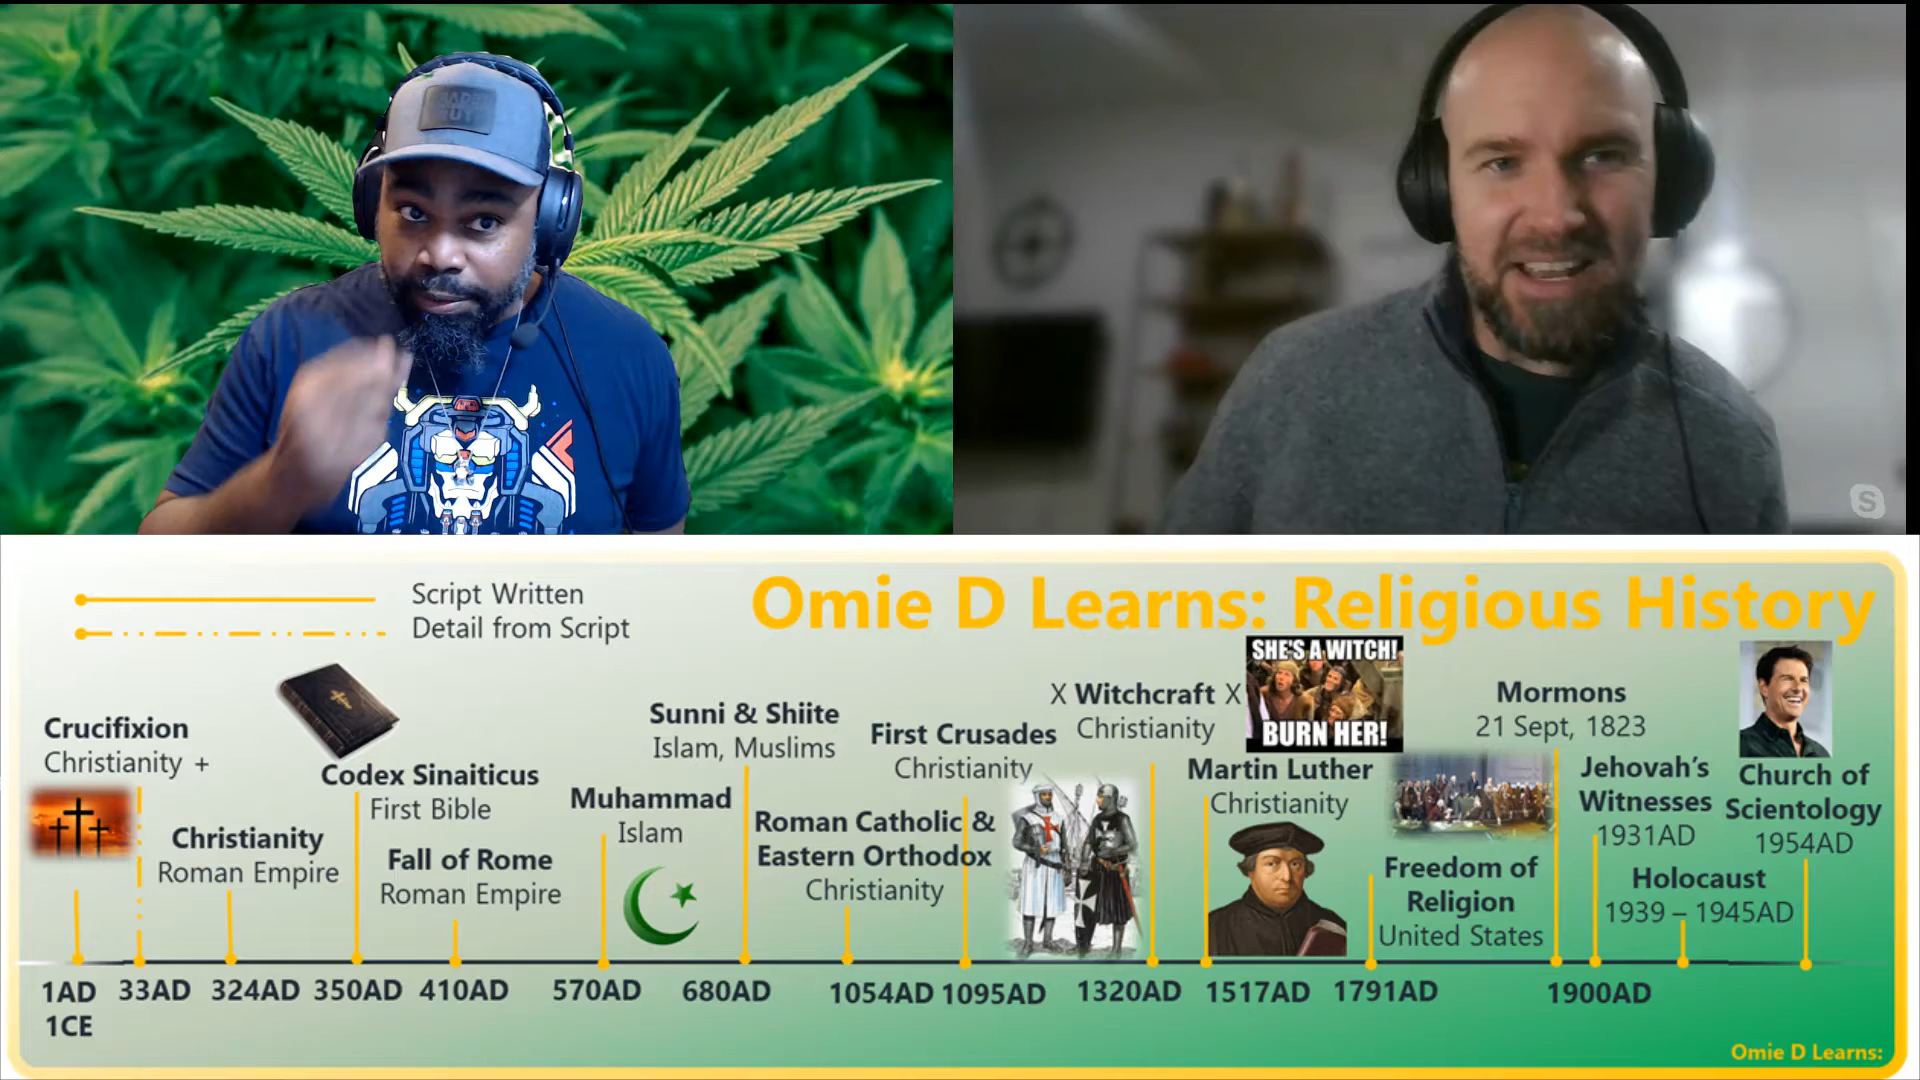 S
Omie D Learns: Religious History
Script Written
Detail from Script
Crucifixion
Christianity +
Christianity
Roman Empire
Codex Sinaiticus
First Bible
Fall of Rome
Roman Empire
Muhammad
Islam
Sunni & Shiite
Islam, Muslims
Roman Catholic &
Eastern Orthodox
Christianity
First Crusades
Christianity
X Witchcraft X
Christianity
SHE'S A WITCH!
BURN HER!
Martin Luther
Christianity
Freedom of
Religion
United States
Mormons
21 Sept, 1823
Jehovah's
Witnesses
1931AD
Holocaust
1939 – 1945AD
Church of
Scientology
1954AD
1AD
1CE
33AD
324AD
350AD
410AD
570AD
680AD
1054AD
1095AD
1320AD
1517AD
1791AD
1900AD
Omie D Learns: